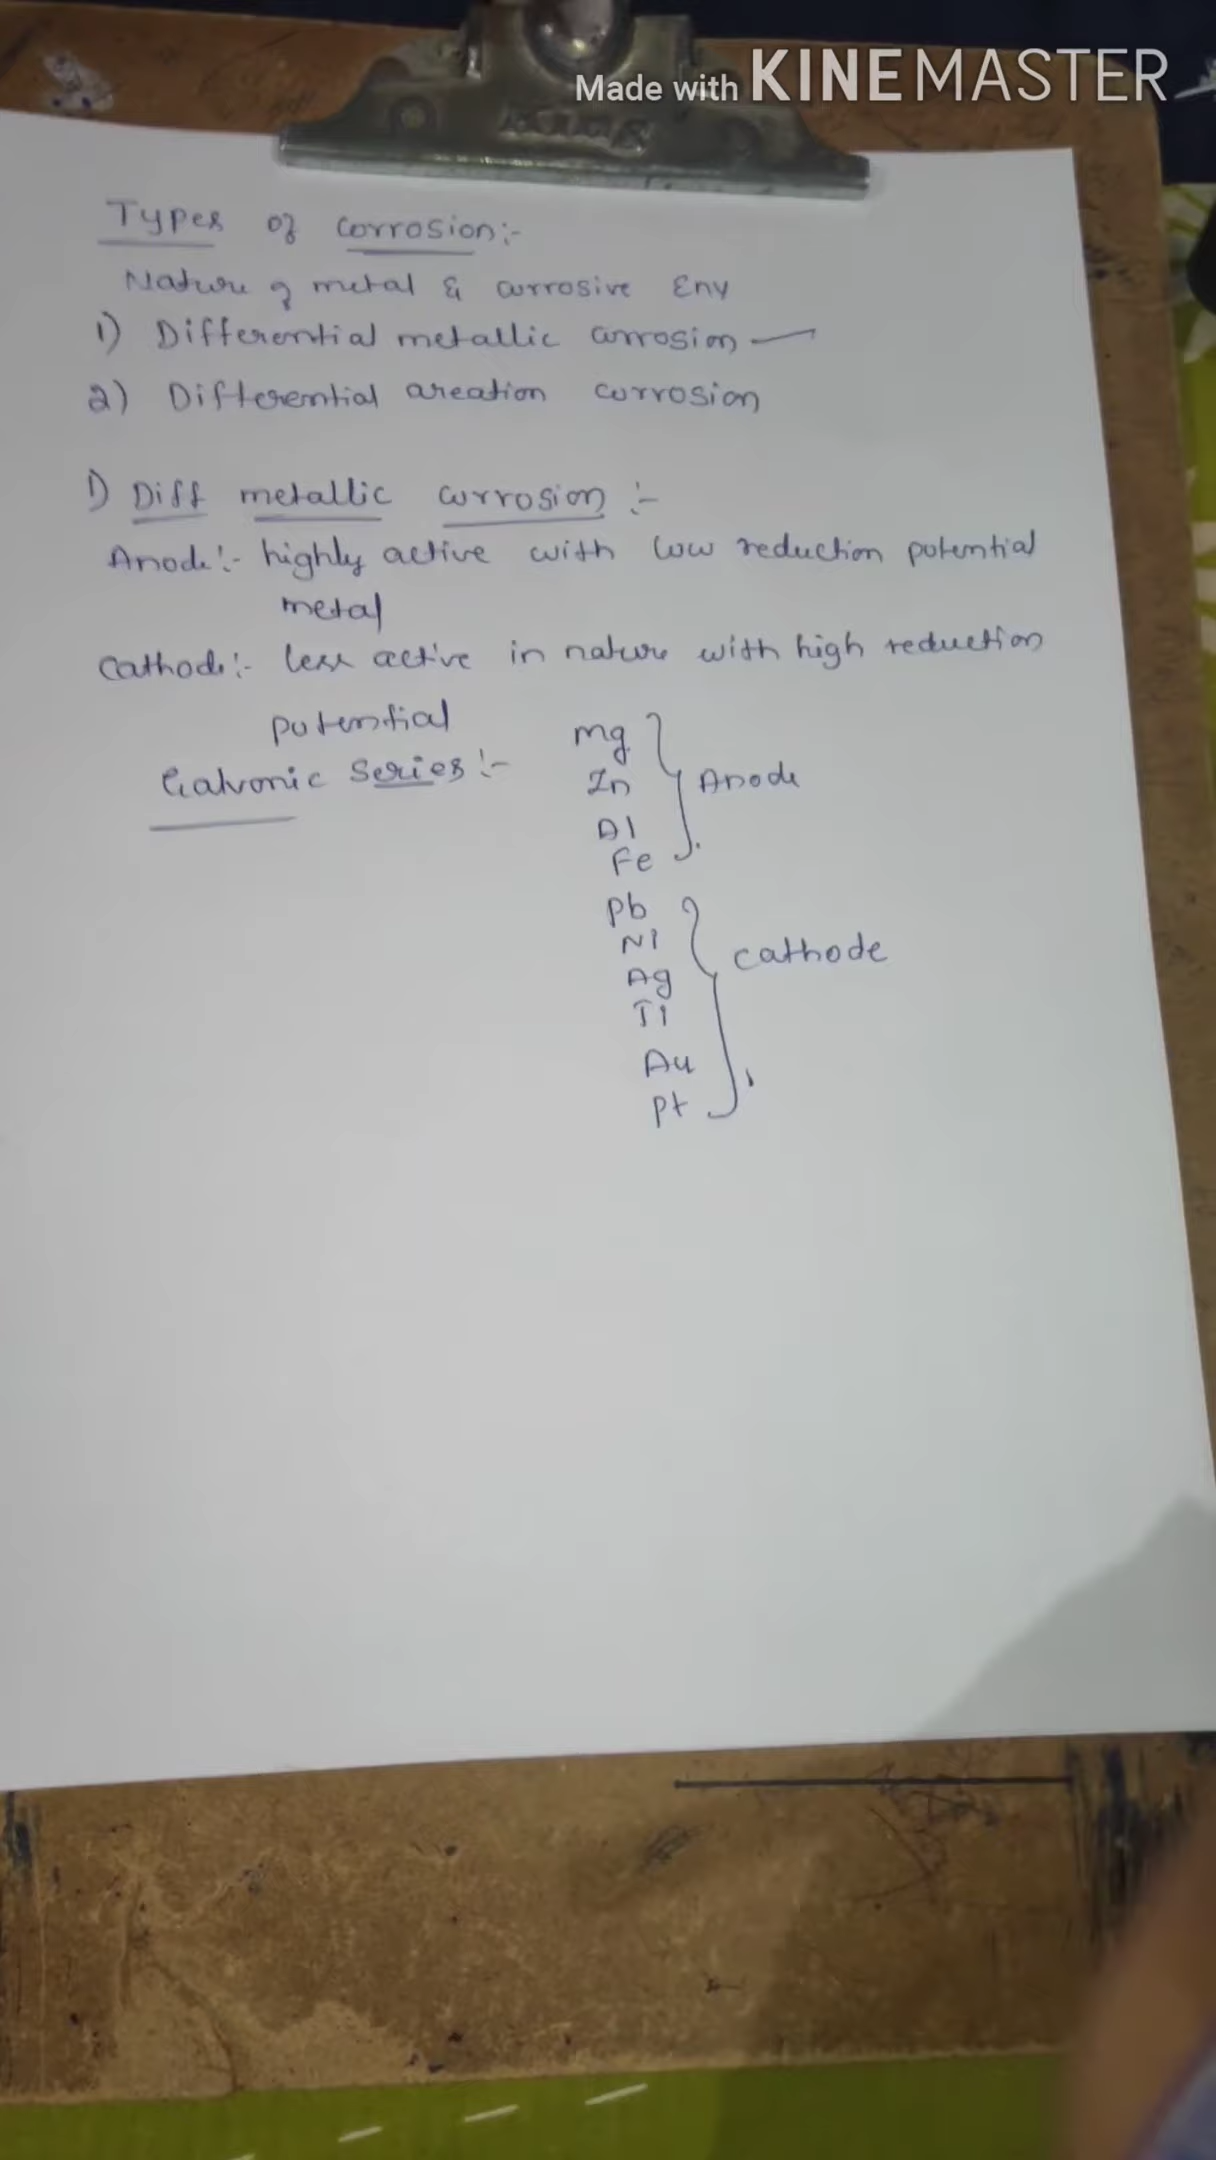 Made with KINEMASTER
Types of corrosion:-
Nature of metal & corrosive Env
1) Differential metallic corrosion
2) Differential areation corrosion
1) Diff metallic corrosion :-
Anode:- highly active with low reduction potential
metal
Cathode:- less active in nature with high reduction
potential
Galvonic Series:-
mg
Zn
Al
Fe
Anode
Pb
Ni
Ag
Ti
Au
Pt
Cathode